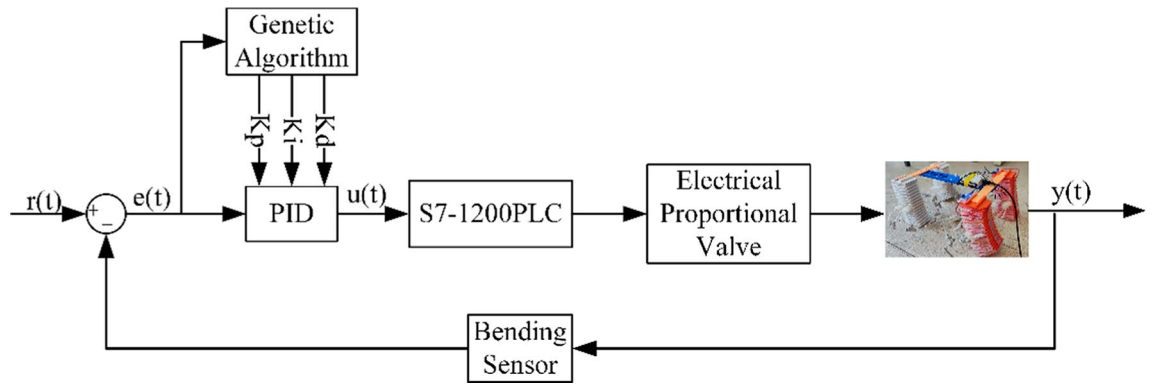 Genetic
Algorithm
Kp
Ki
Kd
r(t)
+
−
e(t)
PID
u(t)
S7-1200PLC
Electrical
Proportional
Valve
y(t)
Bending
Sensor